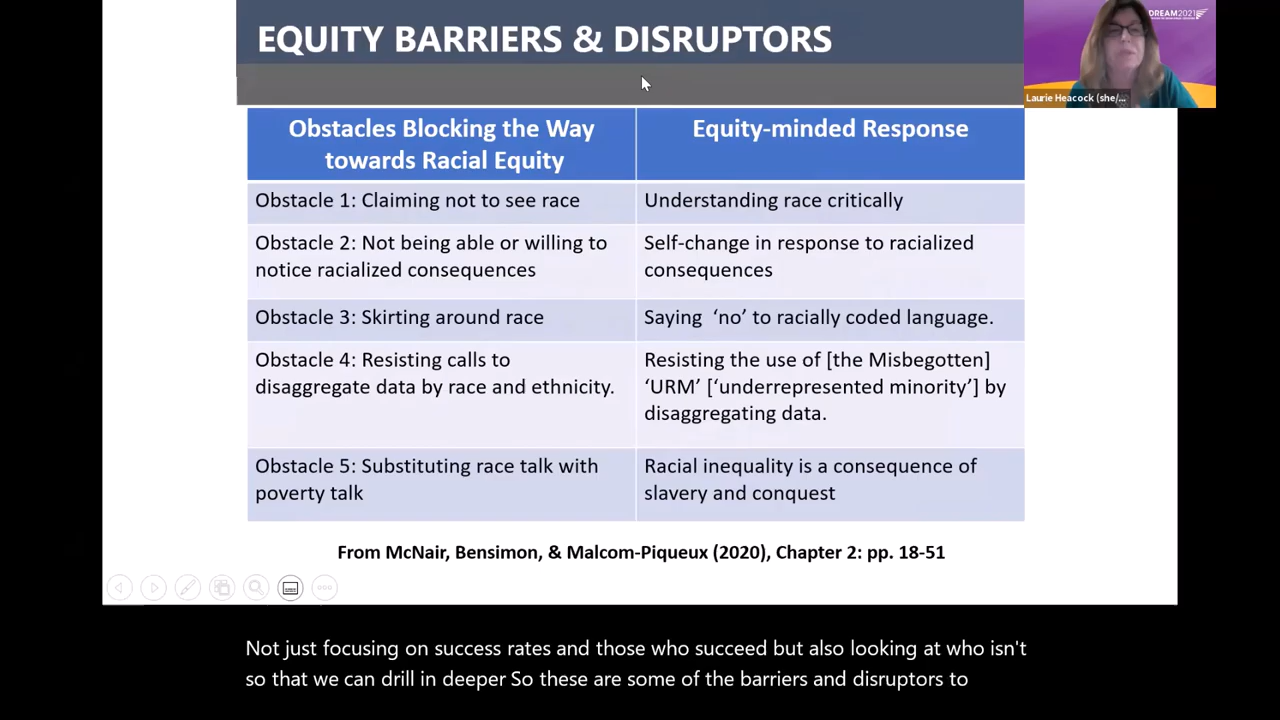 EQUITY BARRIERS & DISRUPTORS
DREAM2021
Laurie Heacock (she/...
Obstacles Blocking the Way
towards Racial Equity
Equity-minded Response
Obstacle 1: Claiming not to see race
Understanding race critically
Obstacle 2: Not being able or willing to
notice racialized consequences
Self-change in response to racialized
consequences
Obstacle 3: Skirting around race
Saying  ‘no’ to racially coded language.
Obstacle 4: Resisting calls to
disaggregate data by race and ethnicity.
Resisting the use of [the Misbegotten]
‘URM’ [‘underrepresented minority’] by
disaggregating data.
Obstacle 5: Substituting race talk with
poverty talk
Racial inequality is a consequence of
slavery and conquest
From McNair, Bensimon, & Malcom-Piqueux (2020), Chapter 2: pp. 18-51
Not just focusing on success rates and those who succeed but also looking at who isn't
so that we can drill in deeper So these are some of the barriers and disruptors to